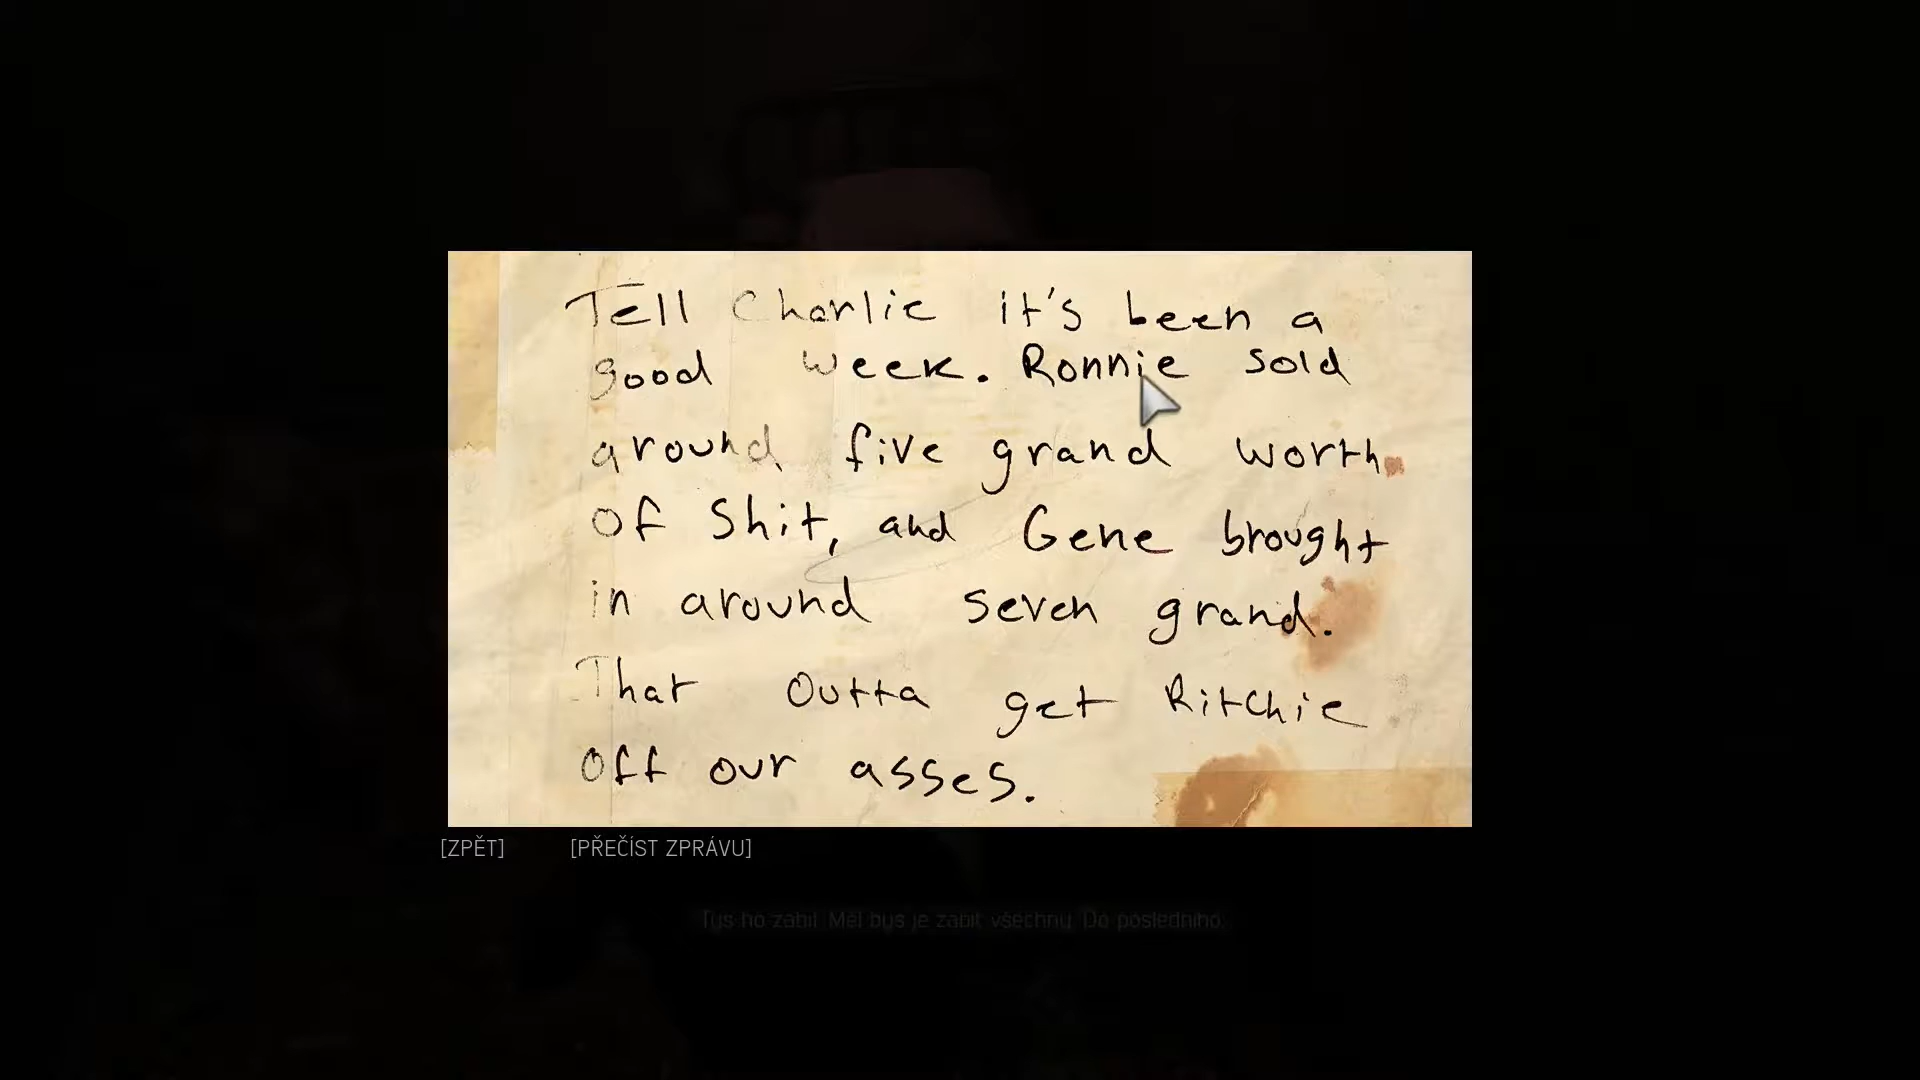 Tell Charlie it's been a
good week. Ronnie sold
around five grand worth
of Shit, and Gene brought
in around seven grand.
That Outta get Ritchie
Off our asses.
[ZPĚT] [PŘEČÍST ZPRÁVU]
Tys ho zabil. Měl bys je zabít všechny. Do posledního.